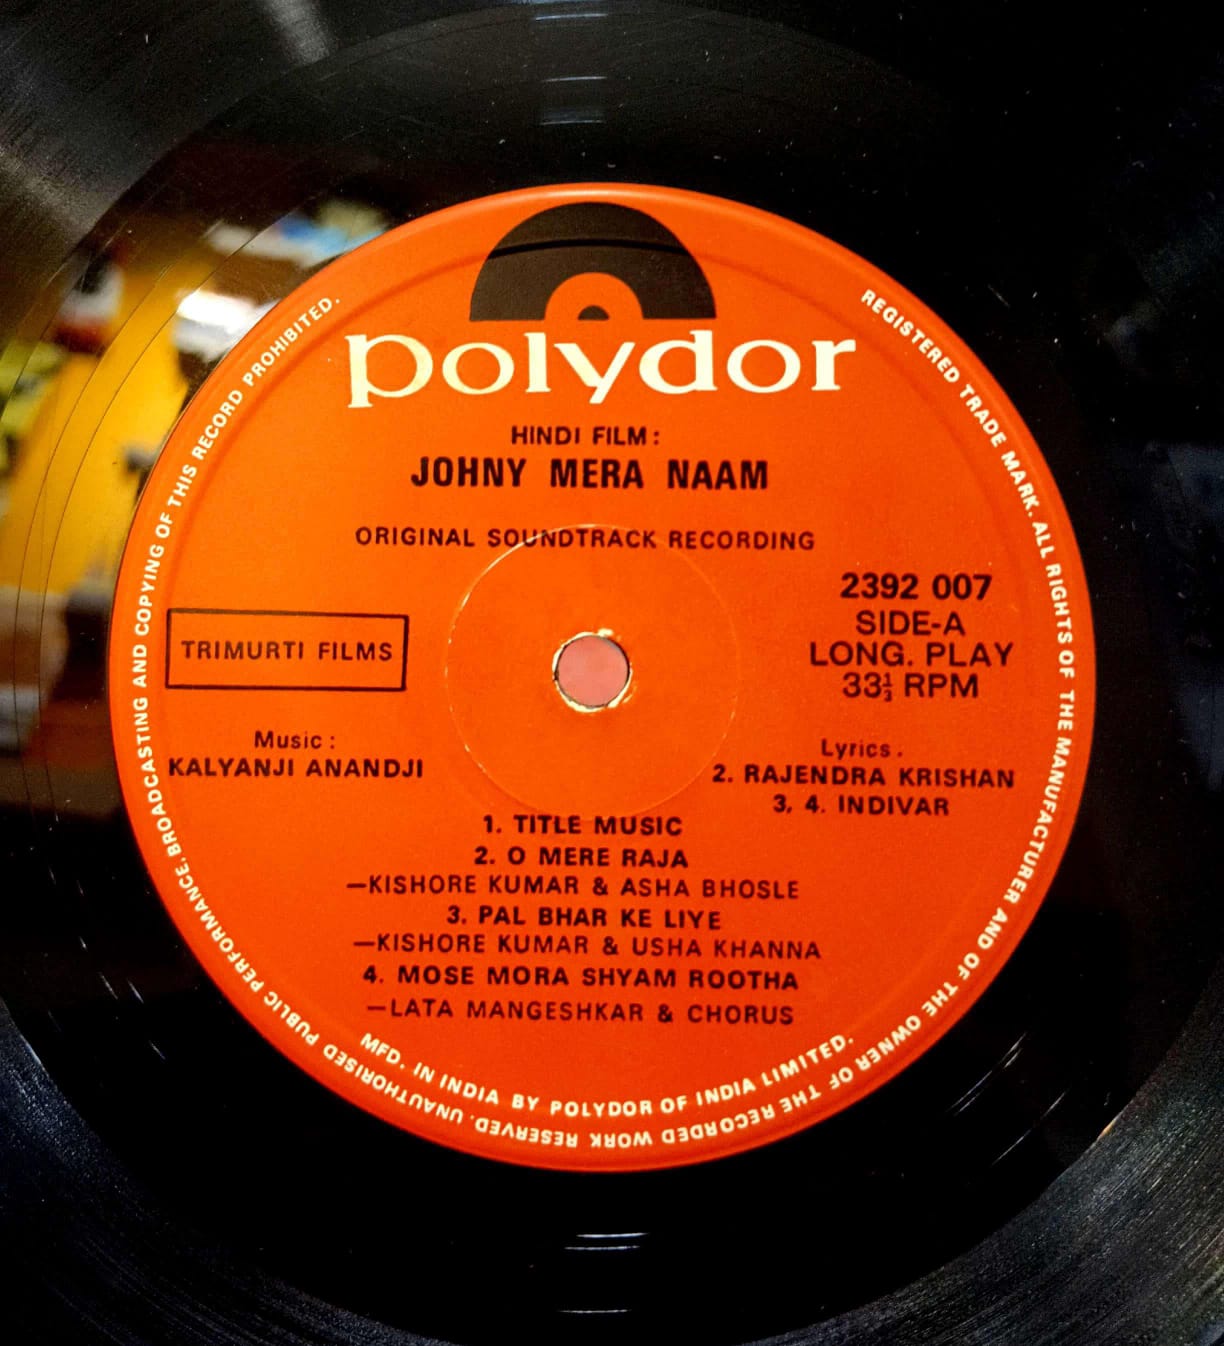 polydor
HINDI FILM:
JOHNY MERA NAAM
ORIGINAL SOUNDTRACK RECORDING
2392 007
SIDE-A
LONG. PLAY
33⅓ RPM
TRIMURTI FILMS
Music:
KALYANJI ANANDJI
Lyrics.
2. RAJENDRA KRISHAN
3, 4. INDIVAR
1. TITLE MUSIC
2. O MERE RAJA
—KISHORE KUMAR & ASHA BHOSLE
3. PAL BHAR KE LIYE
—KISHORE KUMAR & USHA KHANNA
4. MOSE MORA SHYAM ROOTHA
—LATA MANGESHKAR & CHORUS
MFD. IN INDIA BY POLYDOR OF INDIA LIMITED.
REGISTERED TRADE MARK. ALL RIGHTS OF THE MANUFACTURER AND OF THE OWNER OF THE RECORDED WORK RESERVED. UNAUTHORISED PUBLIC PERFORMANCE, BROADCASTING AND COPYING OF THIS RECORD PROHIBITED.